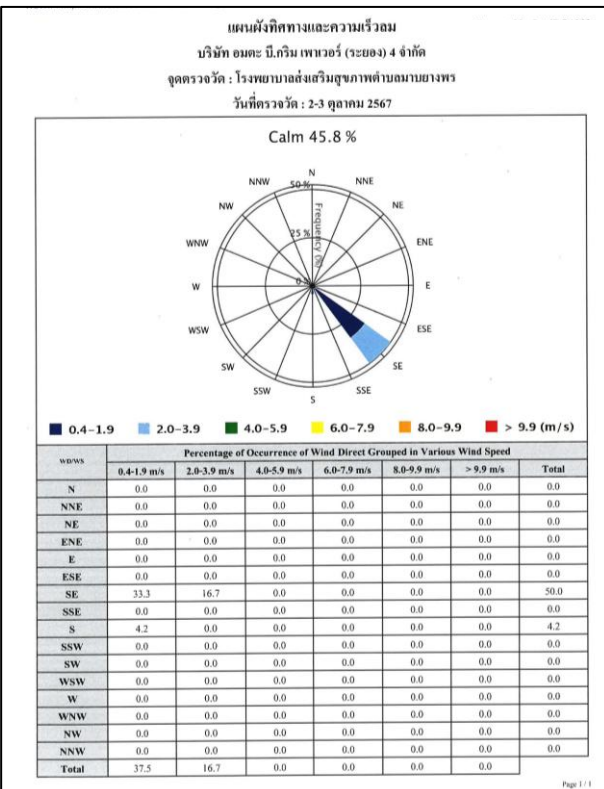 แผนผังทิศทางและความเร็วลม
บริษัท อมตะ บี.กริม เพาเวอร์ (ระยอง) 4 จำกัด
จุดตรวจวัด : โรงพยาบาลส่งเสริมสุขภาพตำบลมาบยางพร
วันที่ตรวจวัด : 2-3 ตุลาคม 2567
Calm 45.8 %
N
NNW 50 % NNE
NW NE
WNW 25 % Frequency (%) ENE
W 0 % E
WSW ESE
SW SE
SSW SSE
S
0.4-1.9 2.0-3.9 4.0-5.9 6.0-7.9 8.0-9.9 > 9.9 (m/s)
WD/WS Percentage of Occurrence of Wind Direct Grouped in Various Wind Speed
0.4-1.9 m/s 2.0-3.9 m/s 4.0-5.9 m/s 6.0-7.9 m/s 8.0-9.9 m/s > 9.9 m/s Total
N 0.0 0.0 0.0 0.0 0.0 0.0 0.0
NNE 0.0 0.0 0.0 0.0 0.0 0.0 0.0
NE 0.0 0.0 0.0 0.0 0.0 0.0 0.0
ENE 0.0 0.0 0.0 0.0 0.0 0.0 0.0
E 0.0 0.0 0.0 0.0 0.0 0.0 0.0
ESE 0.0 0.0 0.0 0.0 0.0 0.0 0.0
SE 33.3 16.7 0.0 0.0 0.0 0.0 50.0
SSE 0.0 0.0 0.0 0.0 0.0 0.0 0.0
S 4.2 0.0 0.0 0.0 0.0 0.0 4.2
SSW 0.0 0.0 0.0 0.0 0.0 0.0 0.0
SW 0.0 0.0 0.0 0.0 0.0 0.0 0.0
WSW 0.0 0.0 0.0 0.0 0.0 0.0 0.0
W 0.0 0.0 0.0 0.0 0.0 0.0 0.0
WNW 0.0 0.0 0.0 0.0 0.0 0.0 0.0
NW 0.0 0.0 0.0 0.0 0.0 0.0 0.0
NNW 0.0 0.0 0.0 0.0 0.0 0.0 0.0
Total 37.5 16.7 0.0 0.0 0.0 0.0
Page 1 / 1